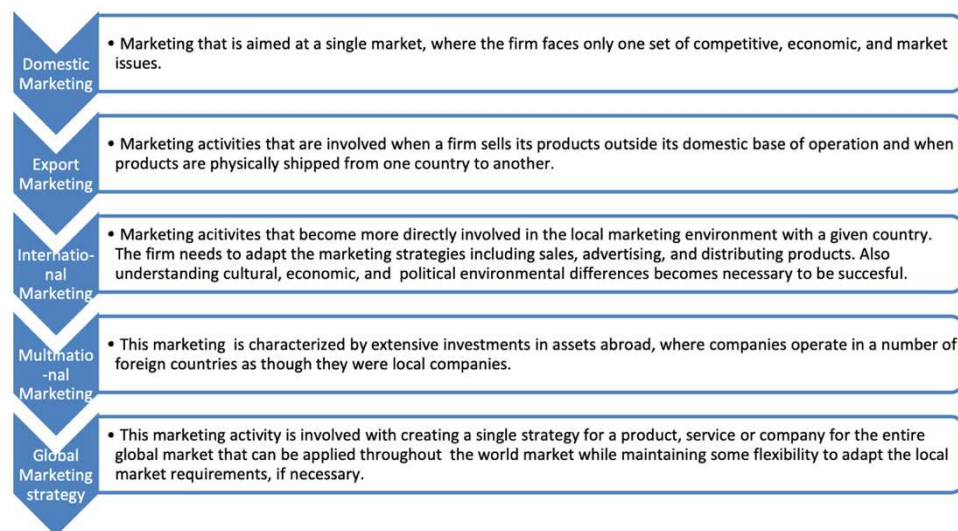 Domestic
Marketing
• Marketing that is aimed at a single market, where the firm faces only one set of competitive, economic, and market
issues.
Export
Marketing
• Marketing activities that are involved when a firm sells its products outside its domestic base of operation and when
products are physically shipped from one country to another.
Internatio-
nal
Marketing
• Marketing acitivites that become more directly involved in the local marketing environment with a given country.
The firm needs to adapt the marketing strategies including sales, advertising, and distributing products. Also
understanding cultural, economic, and political environmental differences becomes necessary to be succesful.
Multinatio
-nal
Marketing
• This marketing is characterized by extensive investments in assets abroad, where companies operate in a number of
foreign countries as though they were local companies.
Global
Marketing
strategy
• This marketing activity is involved with creating a single strategy for a product, service or company for the entire
global market that can be applied throughout the world market while maintaining some flexibility to adapt the local
market requirements, if necessary.